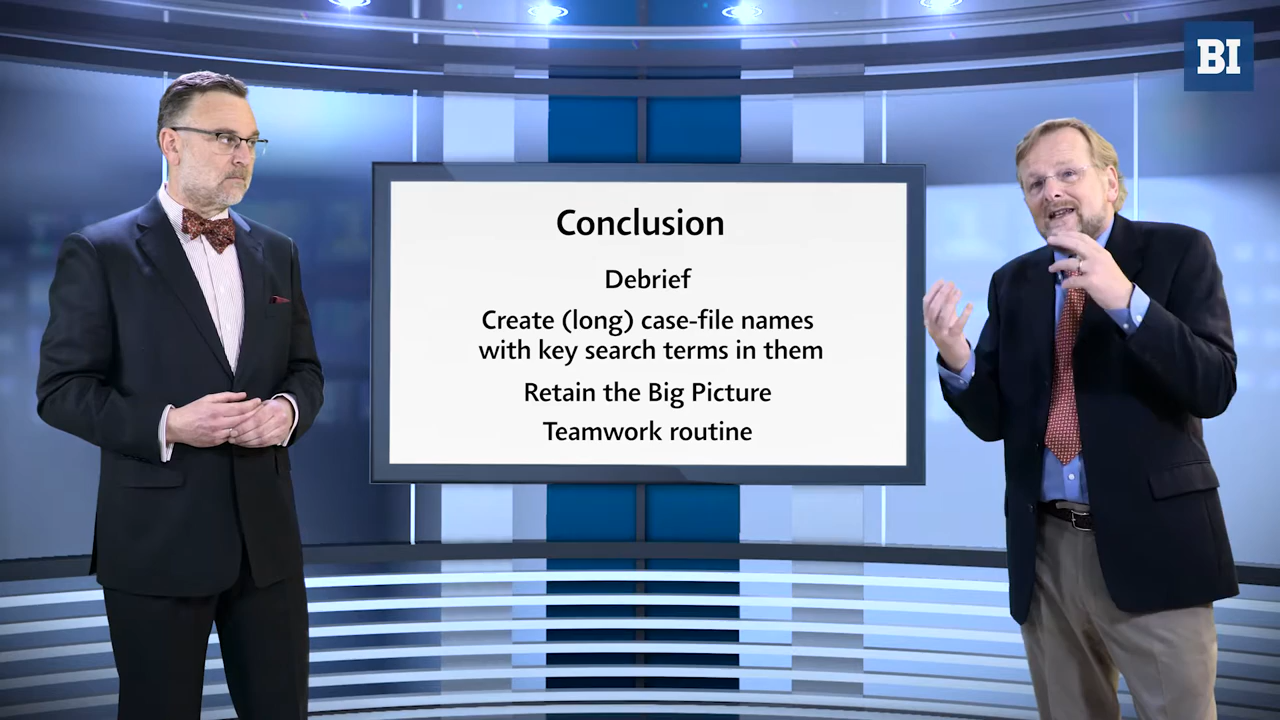 BI
Conclusion
Debrief
Create (long) case-file names
with key search terms in them
Retain the Big Picture
Teamwork routine